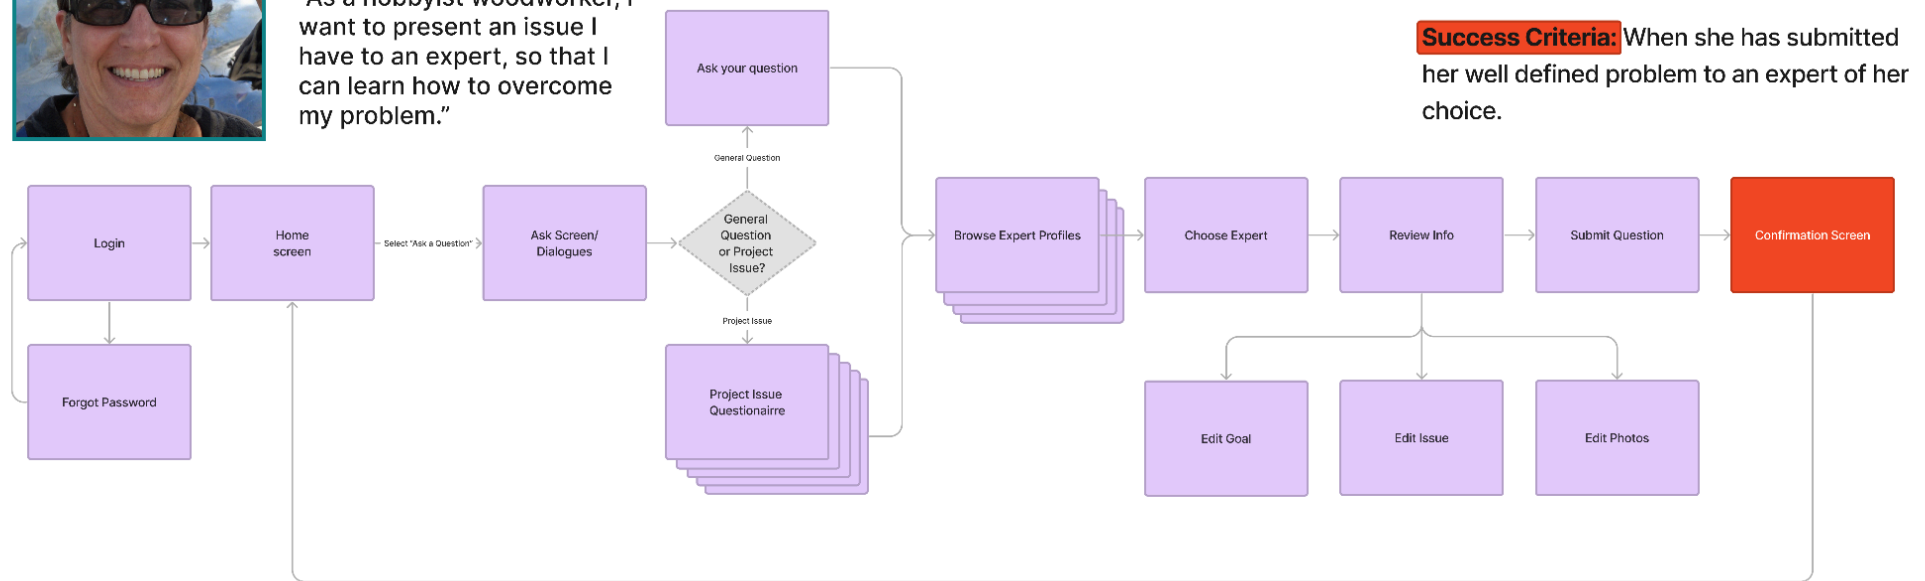 “As a hobbyist woodworker, I
want to present an issue I
have to an expert, so that I
can learn how to overcome
my problem.”
Ask your question
Success Criteria: When she has submitted
her well defined problem to an expert of her
choice.
General Question
Login
Home
screen
Select "Ask a Question"
Ask Screen/
Dialogues
General
Question
or Project
Issue?
Browse Expert Profiles
Choose Expert
Review Info
Submit Question
Confirmation Screen
Project Issue
Forgot Password
Project Issue
Questionairre
Edit Goal
Edit Issue
Edit Photos